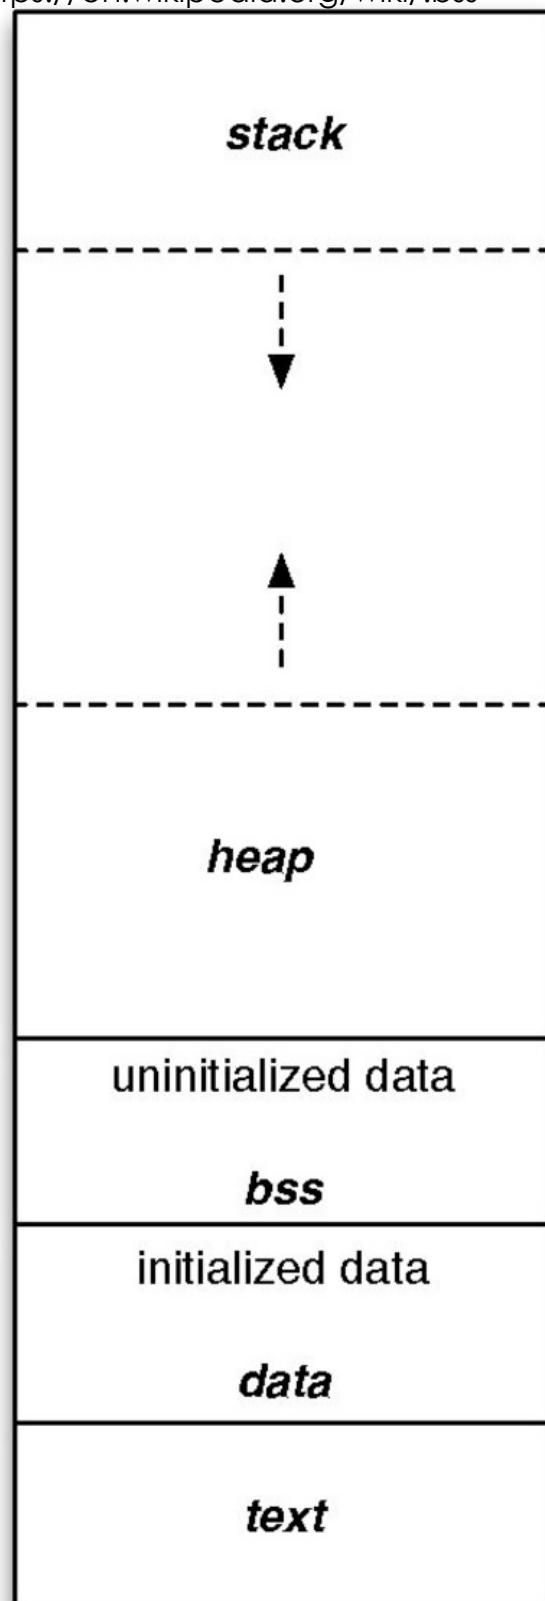 stack
heap
uninitialized data
bss
initialized data
data
text